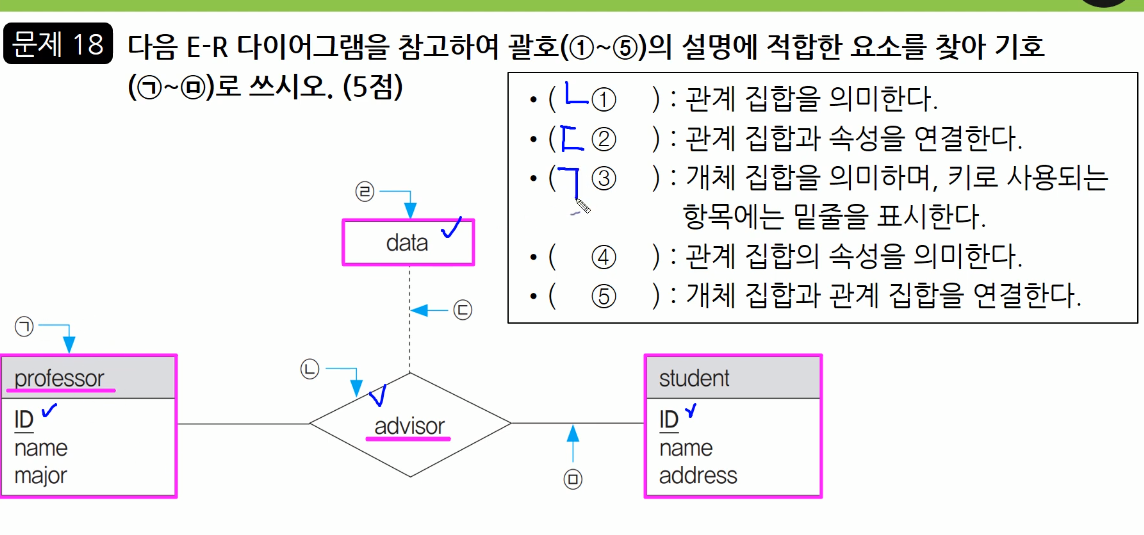 문제 18 다음 E-R 다이어그램을 참고하여 괄호(①~⑤)의 설명에 적합한 요소를 찾아 기호
(㉠~㉤)로 쓰시오. (5점)
• ( ㄴ ① ) : 관계 집합을 의미한다.
• ( ㄷ ② ) : 관계 집합과 속성을 연결한다.
• ( ㄱ ③ ) : 개체 집합을 의미하며, 키로 사용되는
항목에는 밑줄을 표시한다.
• ( ④ ) : 관계 집합의 속성을 의미한다.
• ( ⑤ ) : 개체 집합과 관계 집합을 연결한다.
㉣
data
㉢
㉠
professor
ID
name
major
㉡
advisor
㉤
student
ID
name
address